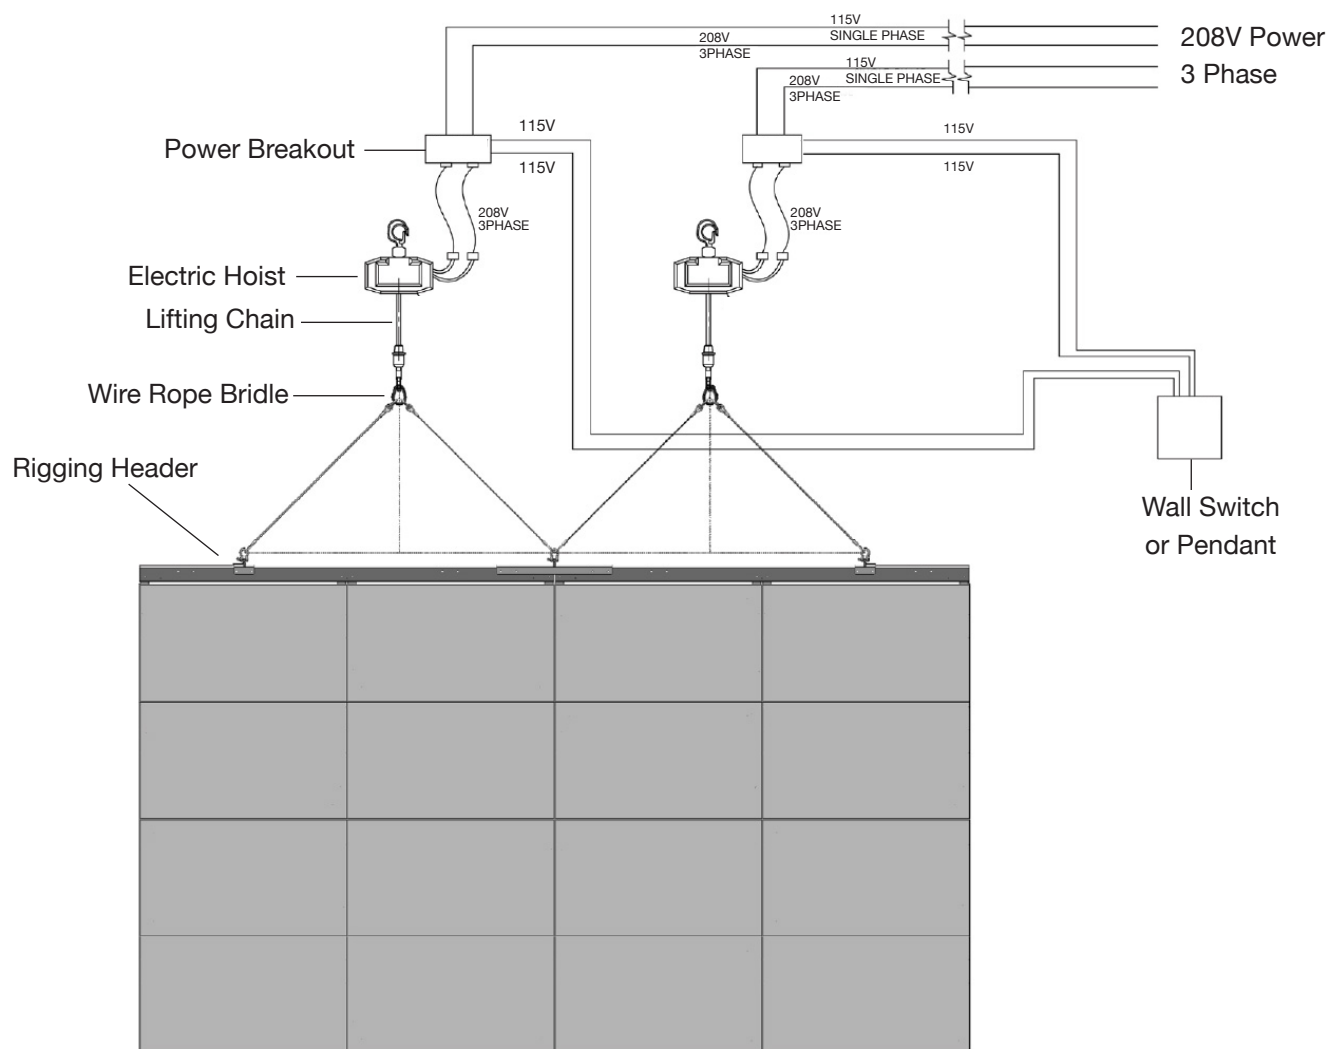 115V
SINGLE PHASE
208V
3PHASE
208V Power
3 Phase
115V
SINGLE PHASE
208V
3PHASE
Power Breakout
115V
115V
115V
115V
208V
3PHASE
208V
3PHASE
Electric Hoist
Lifting Chain
Wire Rope Bridle
Rigging Header
Wall Switch
or Pendant